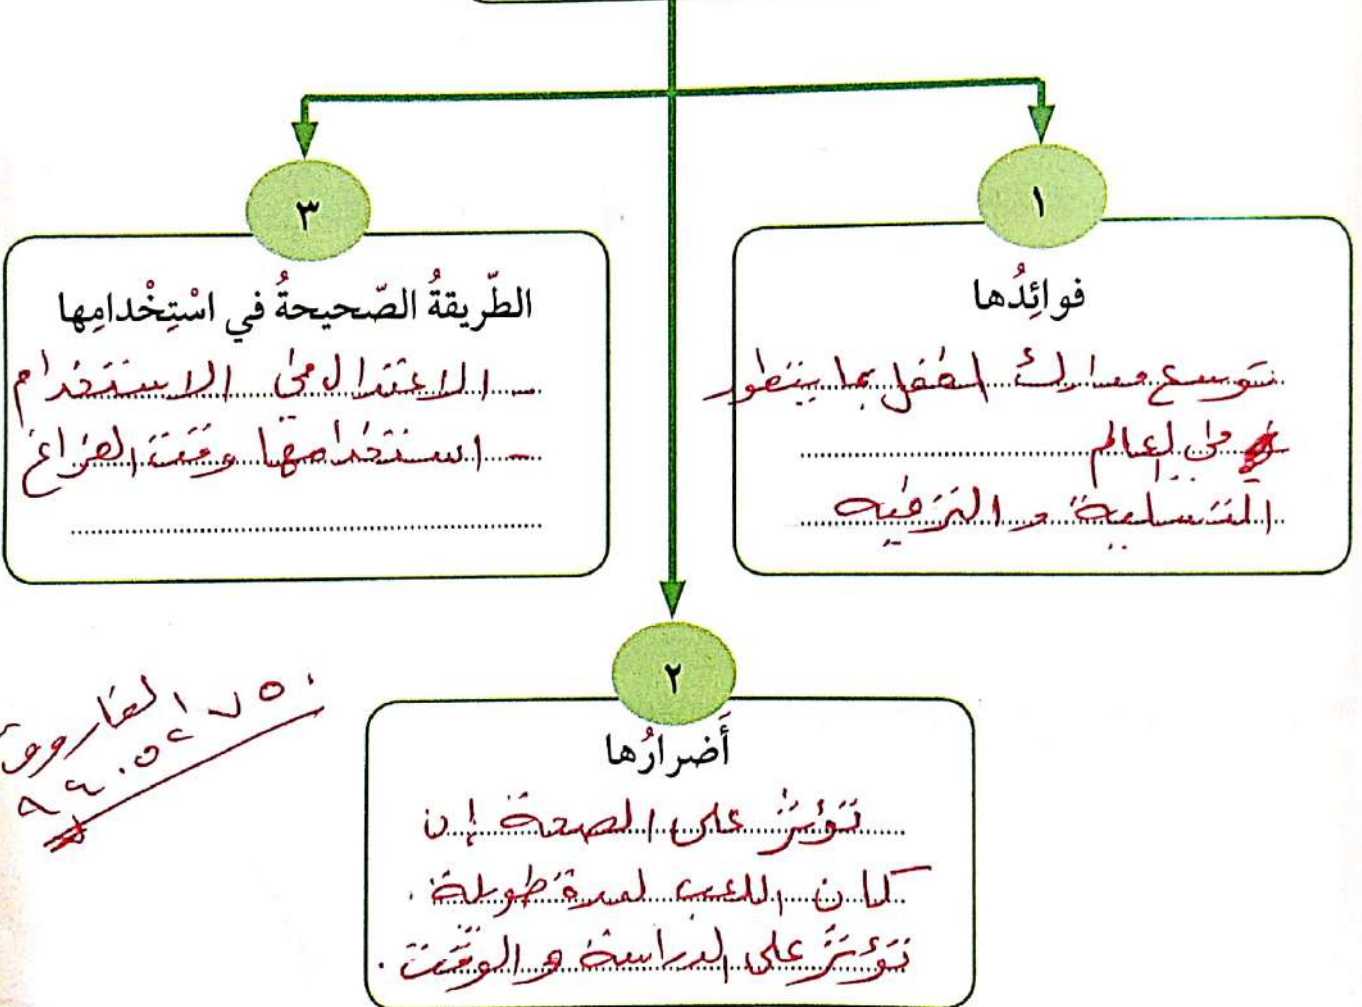 ١
فوائِدُها
توسع مدارك الطفل بما يتطور
في العالم
التسلية والترفيه
٣
الطّريقةُ الصّحيحةُ في اسْتِخْدامِها
- الاعتدال في الاستخدام
- استخدامها وقت الفراغ
٢
أَضرارُها
تؤثر على الصحة إن
كان اللعب لمدة طويلة.
تؤثر على الدراسة و الوقت.
الفاروق